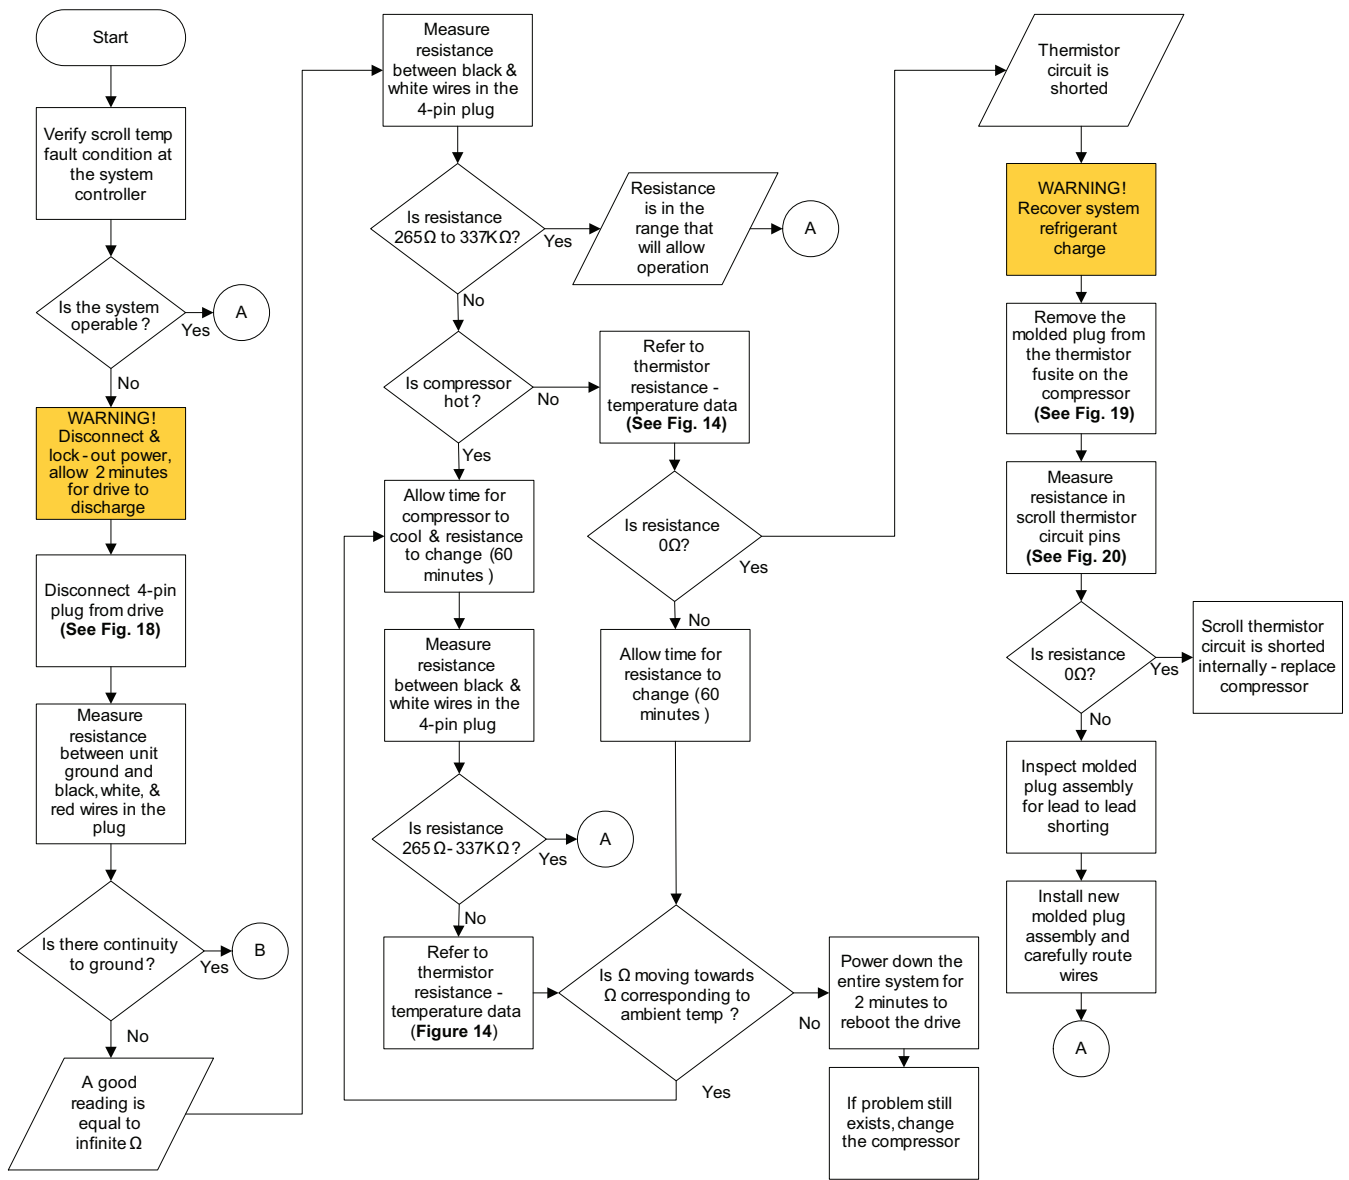 Start
Verify scroll temp
fault condition at
the system
controller
Is the system
operable ?
Yes
A
No
WARNING!
Disconnect &
lock-out power,
allow 2 minutes
for drive to
discharge
Disconnect 4-pin
plug from drive
(See Fig. 18)
Measure
resistance
between unit
ground and
black, white, &
red wires in the
plug
Is there continuity
to ground ?
Yes
B
No
A good
reading is
equal to
infinite Ω
Measure
resistance
between black &
white wires in the
4-pin plug
Is resistance
265Ω to 337KΩ?
Yes
Resistance
is in the
range that
will allow
operation
A
No
Is compressor
hot ?
No
Refer to
thermistor
resistance -
temperature data
(See Fig. 14)
Yes
Allow time for
compressor to
cool & resistance
to change (60
minutes )
Measure
resistance
between black &
white wires in the
4-pin plug
Is resistance
265 Ω- 337K Ω?
Yes
A
No
Refer to
thermistor
resistance -
temperature data
(Figure 14)
Is resistance
0Ω?
Yes
No
Allow time for
resistance to
change (60
minutes )
Is Ω moving towards
Ω corresponding to
ambient temp ?
No
Yes
Power down the
entire system for
2 minutes to
reboot the drive
If problem still
exists, change
the compressor
Thermistor
circuit is
shorted
WARNING!
Recover system
refrigerant
charge
Remove the
molded plug from
the thermistor
fusite on the
compressor
(See Fig. 19)
Measure
resistance in
scroll thermistor
circuit pins
(See Fig. 20)
Is resistance
0Ω?
Yes
Scroll thermistor
circuit is shorted
internally - replace
compressor
No
Inspect molded
plug assembly
for lead to lead
shorting
Install new
molded plug
assembly and
carefully route
wires
A